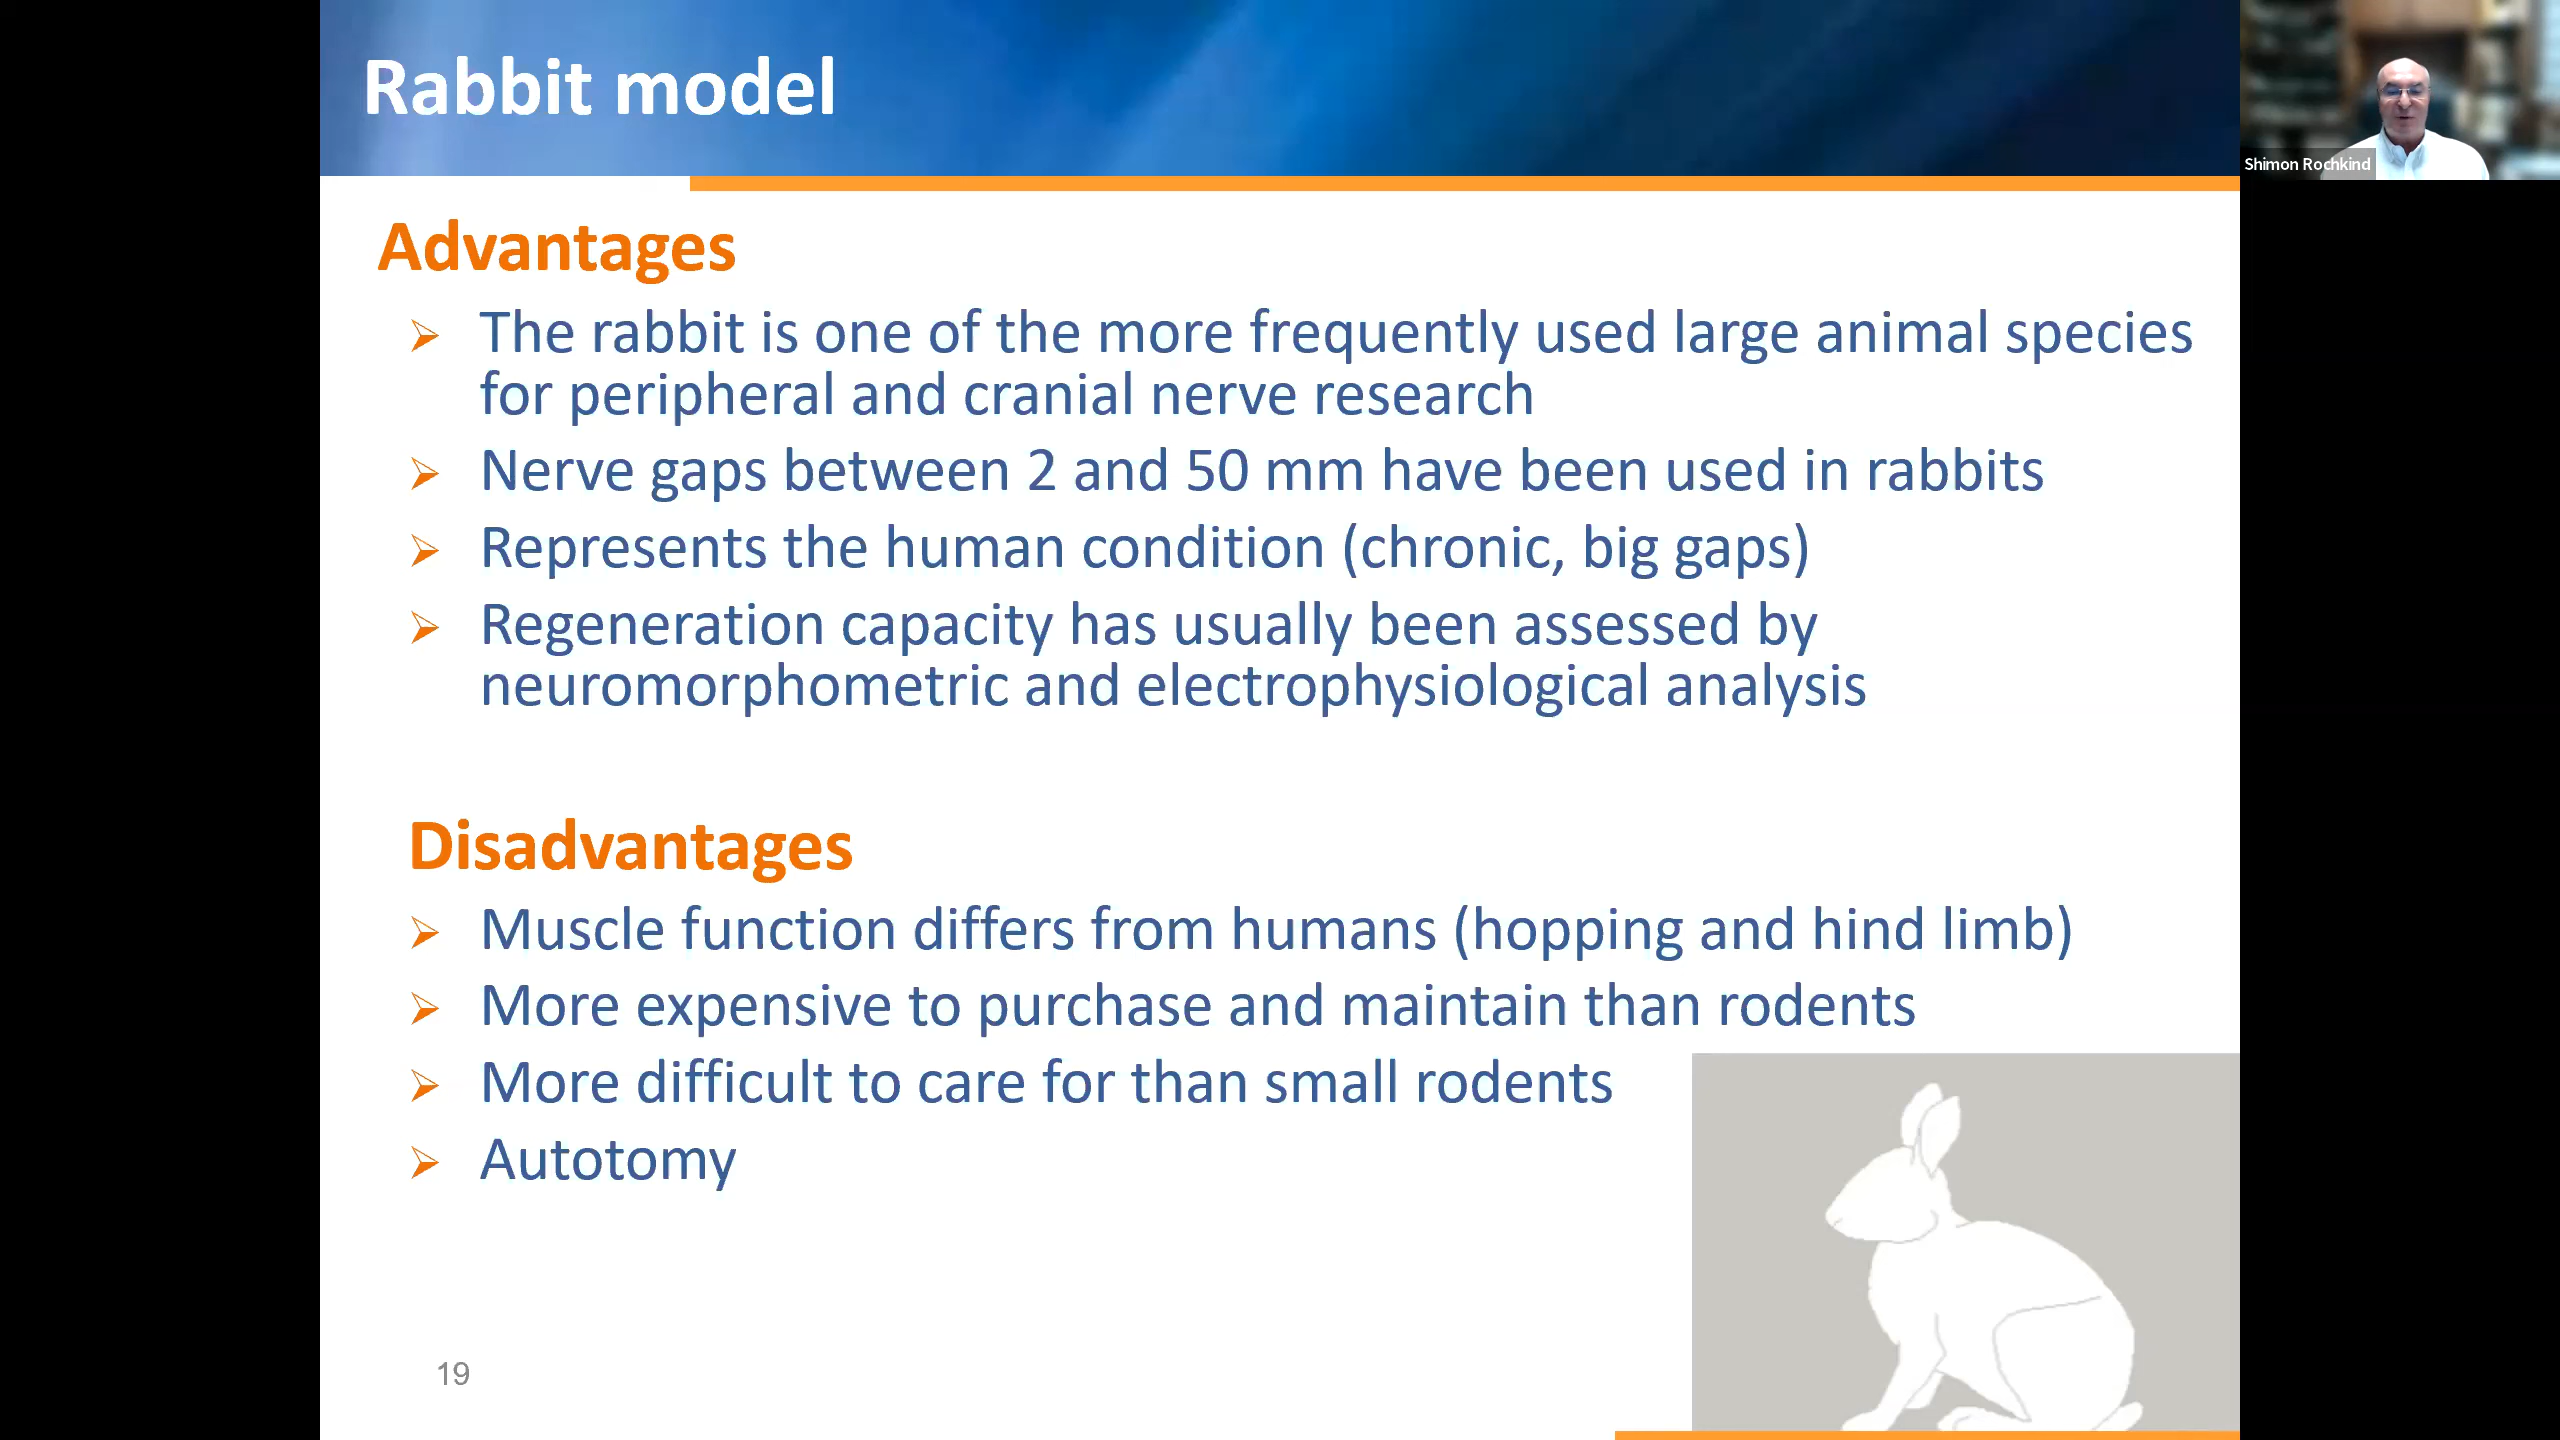 Rabbit model
Shimon Rochkind
Advantages
The rabbit is one of the more frequently used large animal species
for peripheral and cranial nerve research
Nerve gaps between 2 and 50 mm have been used in rabbits
Represents the human condition (chronic, big gaps)
Regeneration capacity has usually been assessed by
neuromorphometric and electrophysiological analysis
Disadvantages
Muscle function differs from humans (hopping and hind limb)
More expensive to purchase and maintain than rodents
More difficult to care for than small rodents
Autotomy
19